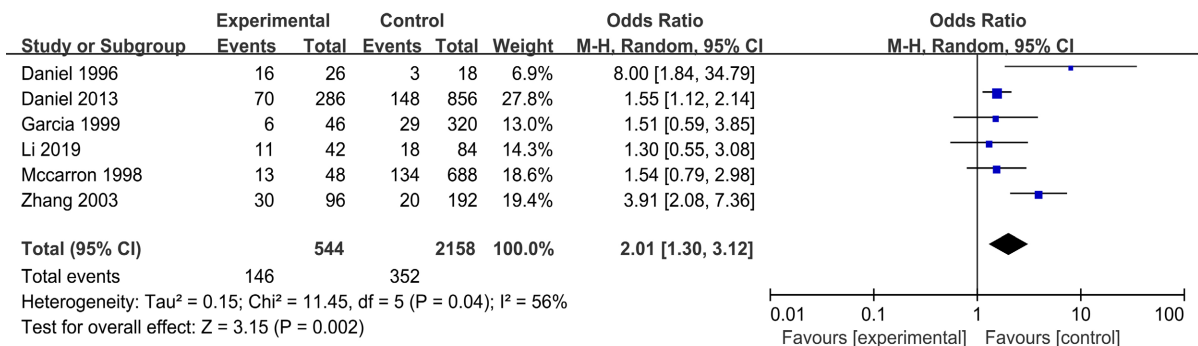 Experimental Control Odds Ratio Odds Ratio
Study or Subgroup Events Total Events Total Weight M-H, Random, 95% CI M-H, Random, 95% CI
Daniel 1996 16 26 3 18 6.9% 8.00 [1.84, 34.79]
Daniel 2013 70 286 148 856 27.8% 1.55 [1.12, 2.14]
Garcia 1999 6 46 29 320 13.0% 1.51 [0.59, 3.85]
Li 2019 11 42 18 84 14.3% 1.30 [0.55, 3.08]
Mccarron 1998 13 48 134 688 18.6% 1.54 [0.79, 2.98]
Zhang 2003 30 96 20 192 19.4% 3.91 [2.08, 7.36]
Total (95% CI) 544 2158 100.0% 2.01 [1.30, 3.12]
Total events 146 352
Heterogeneity: Tau² = 0.15; Chi² = 11.45, df = 5 (P = 0.04); I² = 56%
Test for overall effect: Z = 3.15 (P = 0.002)
0.01 0.1 1 10 100
Favours [experimental] Favours [control]